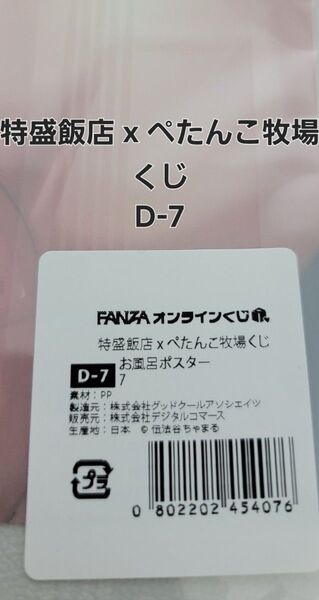 特盛飯店 x ぺたんこ牧場
くじ
D-7
FANZA オンラインくじ
特盛飯店 x ぺたんこ牧場くじ
D-7 お風呂ポスター
7
素材：PP
製造元：株式会社グッドクールアソシエイツ
販売元：株式会社デジタルコマース
生産地：日本 © 伍法谷ちゃまる
プラ
0 802202 454076